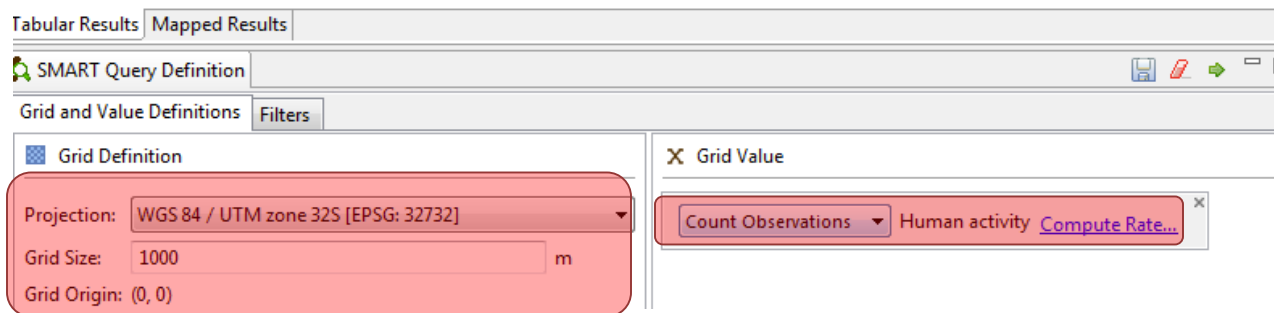 Tabular Results Mapped Results
SMART Query Definition
Grid and Value Definitions Filters
Grid Definition
Projection: WGS 84 / UTM zone 32S [EPSG: 32732]
Grid Size: 1000 m
Grid Origin: (0, 0)
Grid Value
Count Observations Human activity Compute Rate...